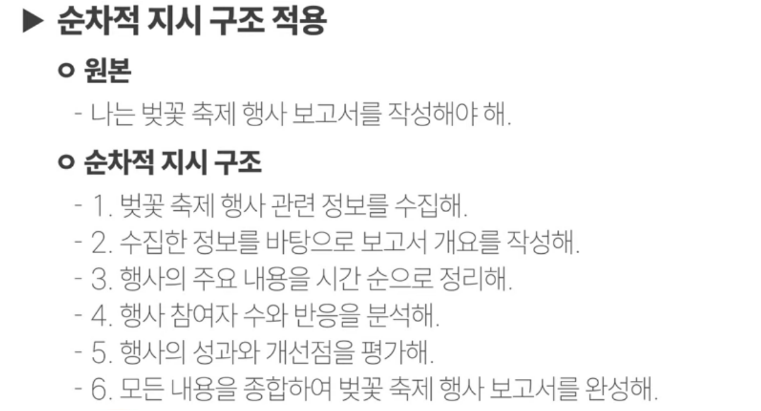 ▶ 순차적 지시 구조 적용
ㅇ 원본
- 나는 벚꽃 축제 행사 보고서를 작성해야 해.
ㅇ 순차적 지시 구조
- 1. 벚꽃 축제 행사 관련 정보를 수집해.
- 2. 수집한 정보를 바탕으로 보고서 개요를 작성해.
- 3. 행사의 주요 내용을 시간 순으로 정리해.
- 4. 행사 참여자 수와 반응을 분석해.
- 5. 행사의 성과와 개선점을 평가해.
- 6. 모든 내용을 종합하여 벚꽃 축제 행사 보고서를 완성해.